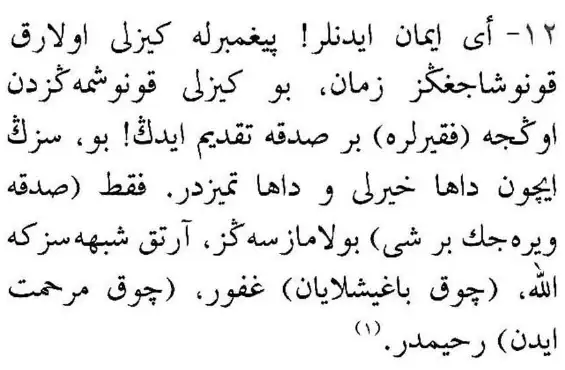 ١٢- أى ايمان ايدنلر! پيغمبرله كيزلى اولارق
قونوشاجغڭز زمان، بو كيزلى قونوشمه‌ڭزدن
اوڭجه (فقيرلره) بر صدقه تقديم ايدڭ! بو، سزڭ
ايچون داها خيرلى و داها تميزدر. فقط (صدقه
ويره‌جك بر شى) بولامازسه‌ڭز، آرتق شبهه‌سز كه
الله، (چوق باغيشلايان) غفور، (چوق مرحمت
ايدن) رحيمدر.(١)